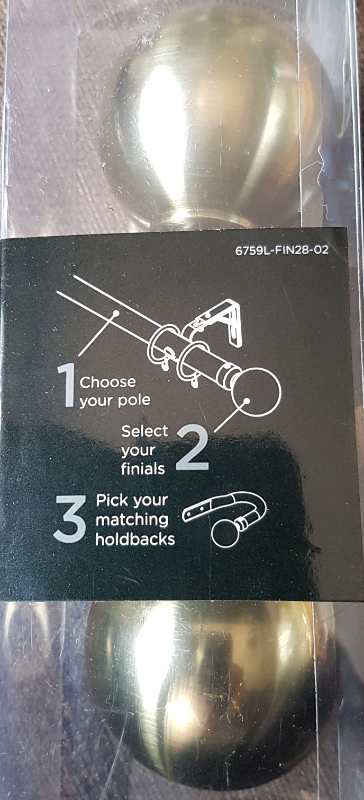 6759L-FIN28-02
1 Choose
your pole
Select
your
finials
2
3 Pick your
matching
holdbacks